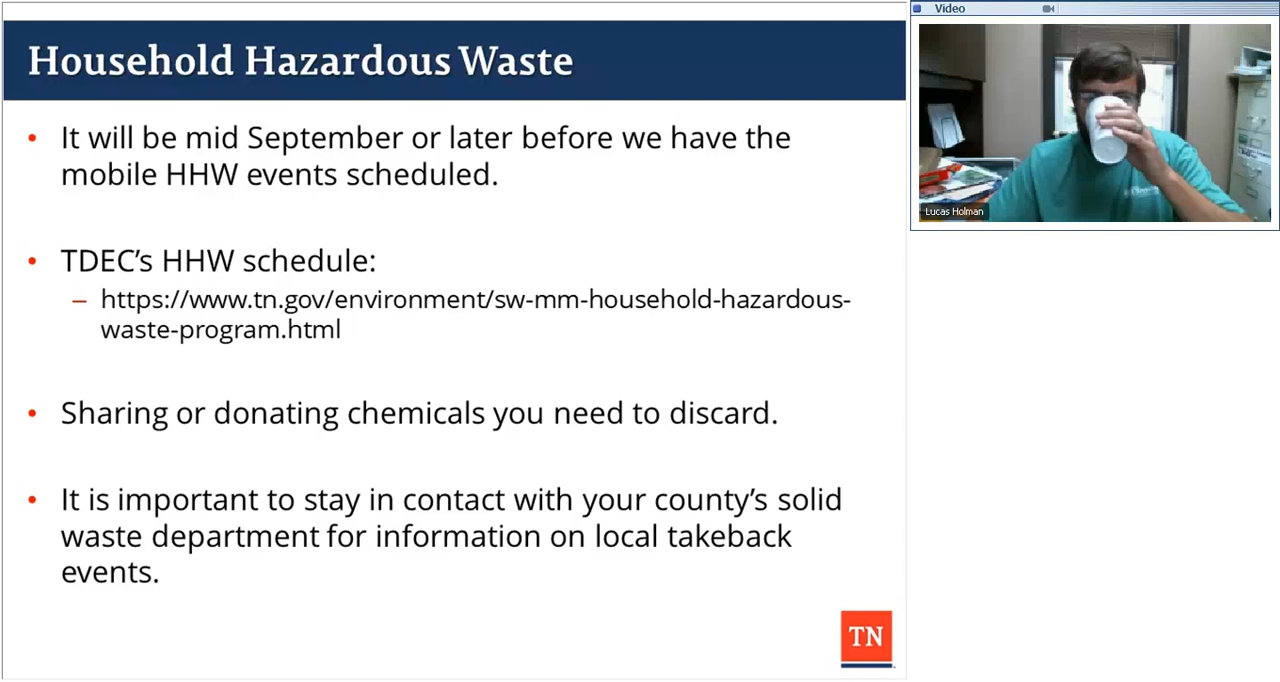 Household Hazardous Waste
• It will be mid September or later before we have the
mobile HHW events scheduled.
• TDEC's HHW schedule:
– https://www.tn.gov/environment/sw-mm-household-hazardous-
waste-program.html
• Sharing or donating chemicals you need to discard.
• It is important to stay in contact with your county's solid
waste department for information on local takeback
events.
TN
Video
Lucas Holman